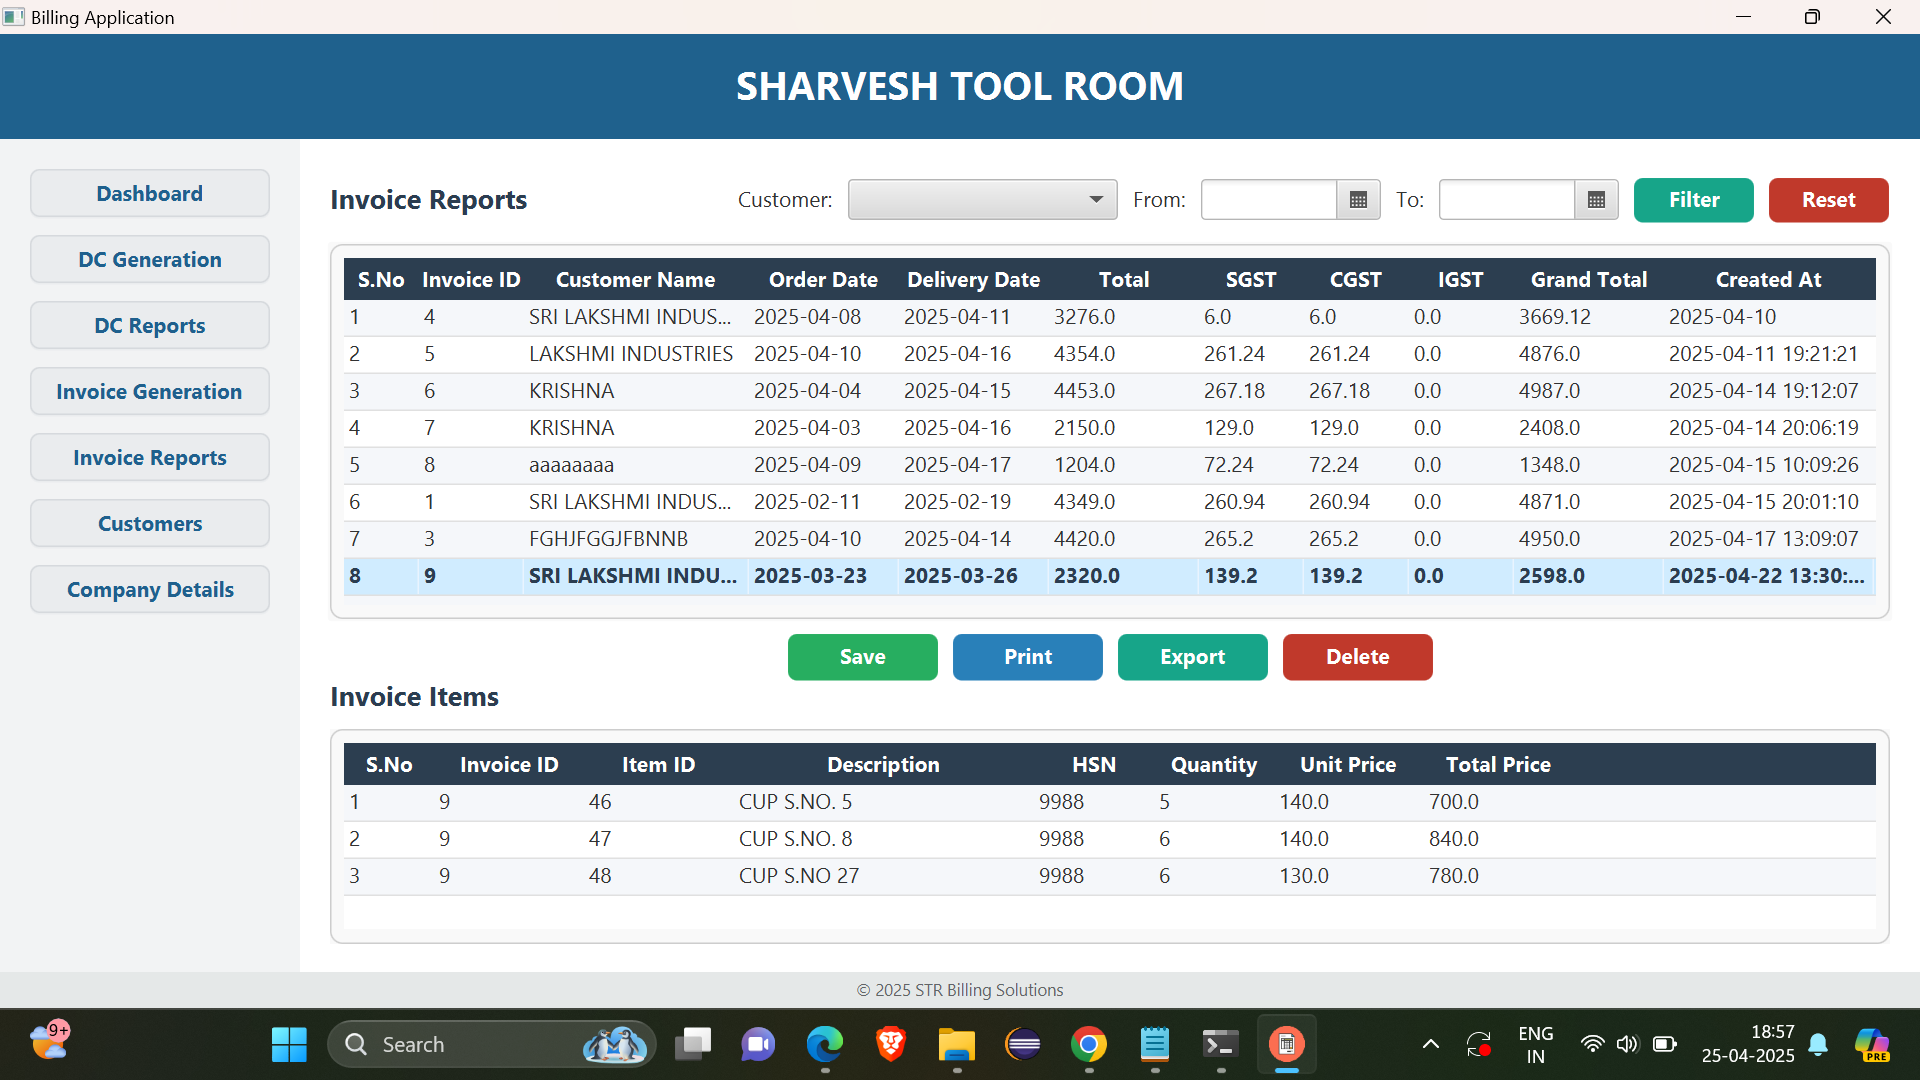 Billing Application
SHARVESH TOOL ROOM
Dashboard
DC Generation
DC Reports
Invoice Generation
Invoice Reports
Customers
Company Details
Invoice Reports Customer: From: To: Filter Reset
S.No Invoice ID Customer Name Order Date Delivery Date Total SGST CGST IGST Grand Total Created At
1 4 SRI LAKSHMI INDUS... 2025-04-08 2025-04-11 3276.0 6.0 6.0 0.0 3669.12 2025-04-10
2 5 LAKSHMI INDUSTRIES 2025-04-10 2025-04-16 4354.0 261.24 261.24 0.0 4876.0 2025-04-11 19:21:21
3 6 KRISHNA 2025-04-04 2025-04-15 4453.0 267.18 267.18 0.0 4987.0 2025-04-14 19:12:07
4 7 KRISHNA 2025-04-03 2025-04-16 2150.0 129.0 129.0 0.0 2408.0 2025-04-14 20:06:19
5 8 aaaaaaaa 2025-04-09 2025-04-17 1204.0 72.24 72.24 0.0 1348.0 2025-04-15 10:09:26
6 1 SRI LAKSHMI INDUS... 2025-02-11 2025-02-19 4349.0 260.94 260.94 0.0 4871.0 2025-04-15 20:01:10
7 3 FGHJFGGJFBNNB 2025-04-10 2025-04-14 4420.0 265.2 265.2 0.0 4950.0 2025-04-17 13:09:07
8 9 SRI LAKSHMI INDU... 2025-03-23 2025-03-26 2320.0 139.2 139.2 0.0 2598.0 2025-04-22 13:30:...
Save Print Export Delete
Invoice Items
S.No Invoice ID Item ID Description HSN Quantity Unit Price Total Price
1 9 46 CUP S.NO. 5 9988 5 140.0 700.0
2 9 47 CUP S.NO. 8 9988 6 140.0 840.0
3 9 48 CUP S.NO 27 9988 6 130.0 780.0
© 2025 STR Billing Solutions
9+
Search
ENG
IN
18:57
25-04-2025
PRE